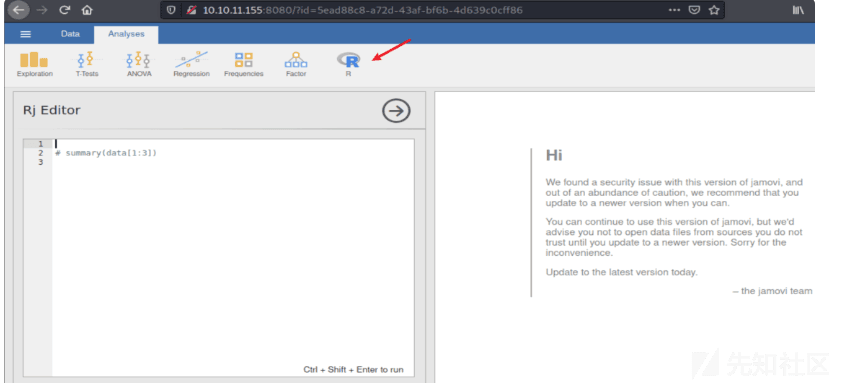 10.10.11.155:8080/?id=5ead88c8-a72d-43af-bf6b-4d639c0cff86
Data Analyses
Exploration T-Tests ANOVA Regression Frequencies Factor R
Rj Editor
1
2 # summary(data[1:3])
3
Ctrl + Shift + Enter to run
Hi
We found a security issue with this version of jamovi, and
out of an abundance of caution, we recommend that you
update to a newer version when you can.
You can continue to use this version of jamovi, but we'd
advise you not to open data files from sources you do not
trust until you update to a newer version. Sorry for the
inconvenience.
Update to the latest version today.
– the jamovi team
先知社区